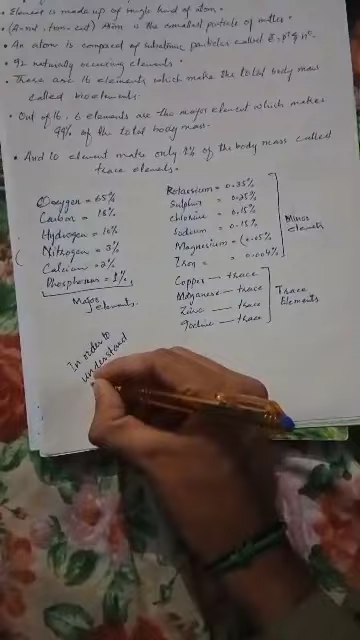 • Element is made up of single kind of atom.
• (A=not, tom=cut) Atom is the smallest particle of matter.
• An atom is composed of subatomic particles called e-, p+ & n°.
• 92 naturally occurring elements.
• There are 16 elements which make the total body mass
called bioelements.
• Out of 16, 6 elements are the major element which makes
99% of the total body mass.
• And 10 element make only 1% of the body mass called
trace elements.
Oxygen = 65%
Carbon = 18%
Hydrogen = 10%
Nitrogen = 3%
Calcium = 2%
Phosphorus = 1%
Major
elements.
Potassium = 0.35%
Sulphur = 0.25%
Chlorine = 0.15%
Sodium = 0.15%
Magnesium = (0.05%
Iron = 0.004%
Minor
elements
Copper — trace
Manganese — trace
Zinc — trace
Iodine — trace
Trace
Elements
In order to
understand